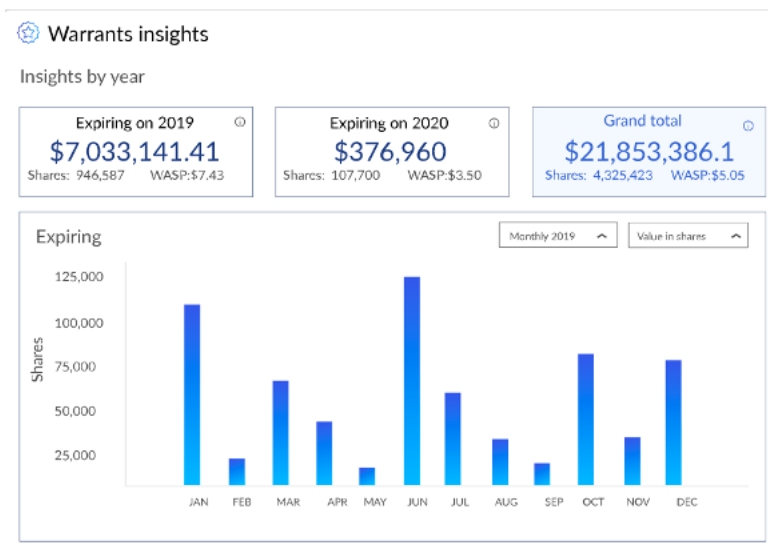 Warrants insights
Insights by year
Expiring on 2019
$7,033,141.41
Shares: 946,587 WASP:$7.43
Expiring on 2020
$376,960
Shares: 107,700 WASP:$3.50
Grand total
$21,853,386.1
Shares: 4,325,423 WASP:$5.05
Expiring
Monthly 2019
Value in shares
Shares
125,000
100,000
75,000
50,000
25,000
JAN FEB MAR APR MAY JUN JUL AUG SEP OCT NOV DEC